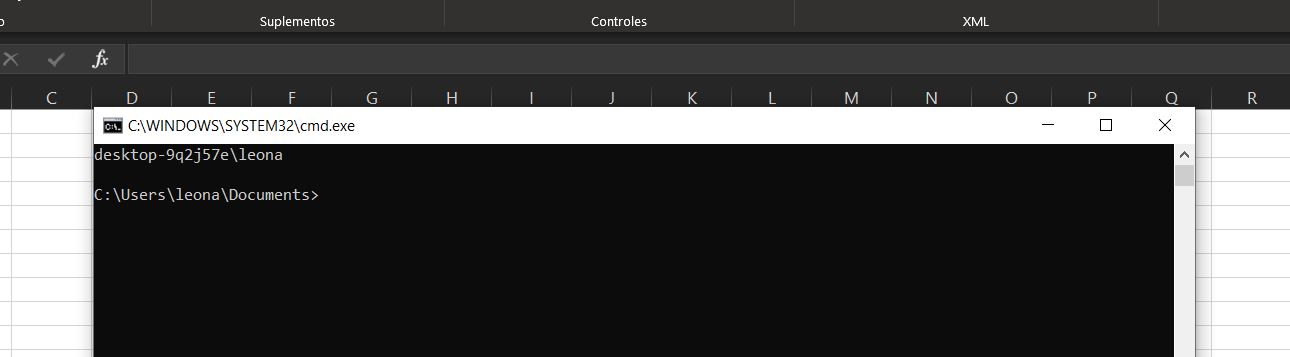 Suplementos
Controles
XML
fx
C D E F G H I J K L M N O P Q R
C:\WINDOWS\SYSTEM32\cmd.exe
desktop-9q2j57e\leona
C:\Users\leona\Documents>